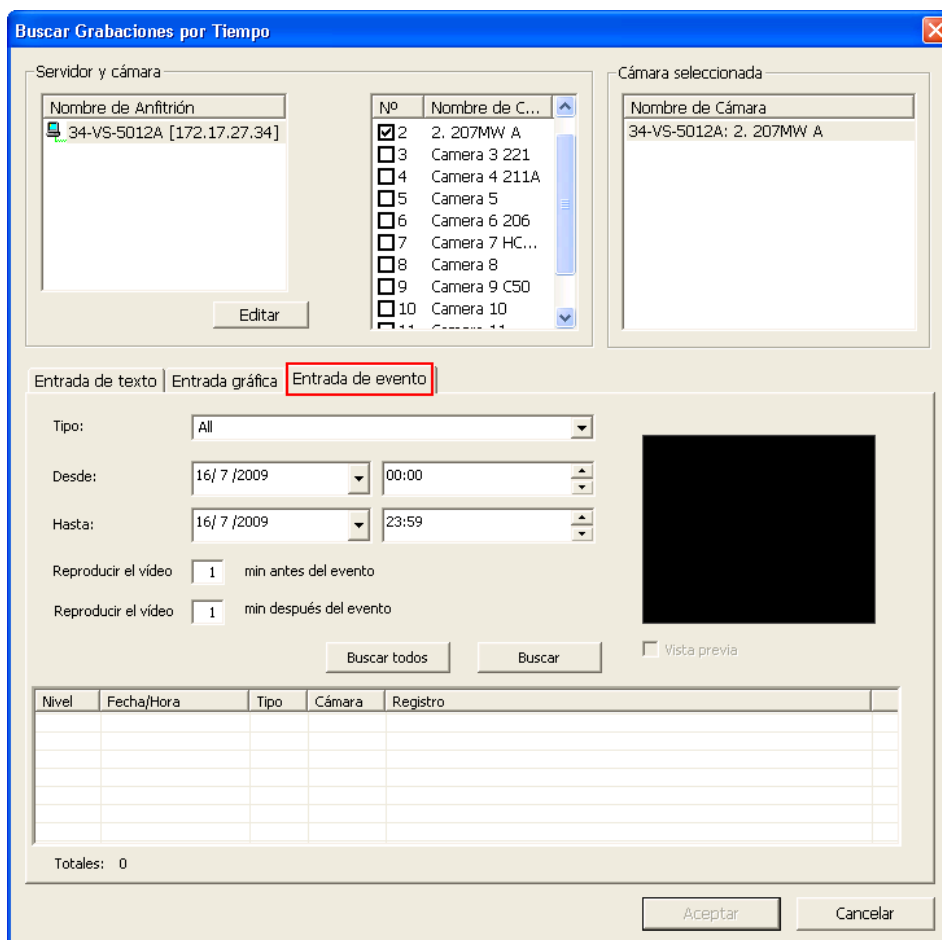 Buscar Grabaciones por Tiempo
Servidor y cámara
Nombre de Anfitrión
34-VS-5012A [172.17.27.34]
Editar
Nº Nombre de C...
2 2. 207MW A
3 Camera 3 221
4 Camera 4 211A
5 Camera 5
6 Camera 6 206
7 Camera 7 HC...
8 Camera 8
9 Camera 9 C50
10 Camera 10
Cámara seleccionada
Nombre de Cámara
34-VS-5012A: 2. 207MW A
Entrada de texto Entrada gráfica Entrada de evento
Tipo: All
Desde: 16/ 7 /2009 00:00
Hasta: 16/ 7 /2009 23:59
Reproducir el vídeo 1 min antes del evento
Reproducir el vídeo 1 min después del evento
Buscar todos Buscar
Vista previa
Nivel Fecha/Hora Tipo Cámara Registro
Totales: 0
Aceptar Cancelar